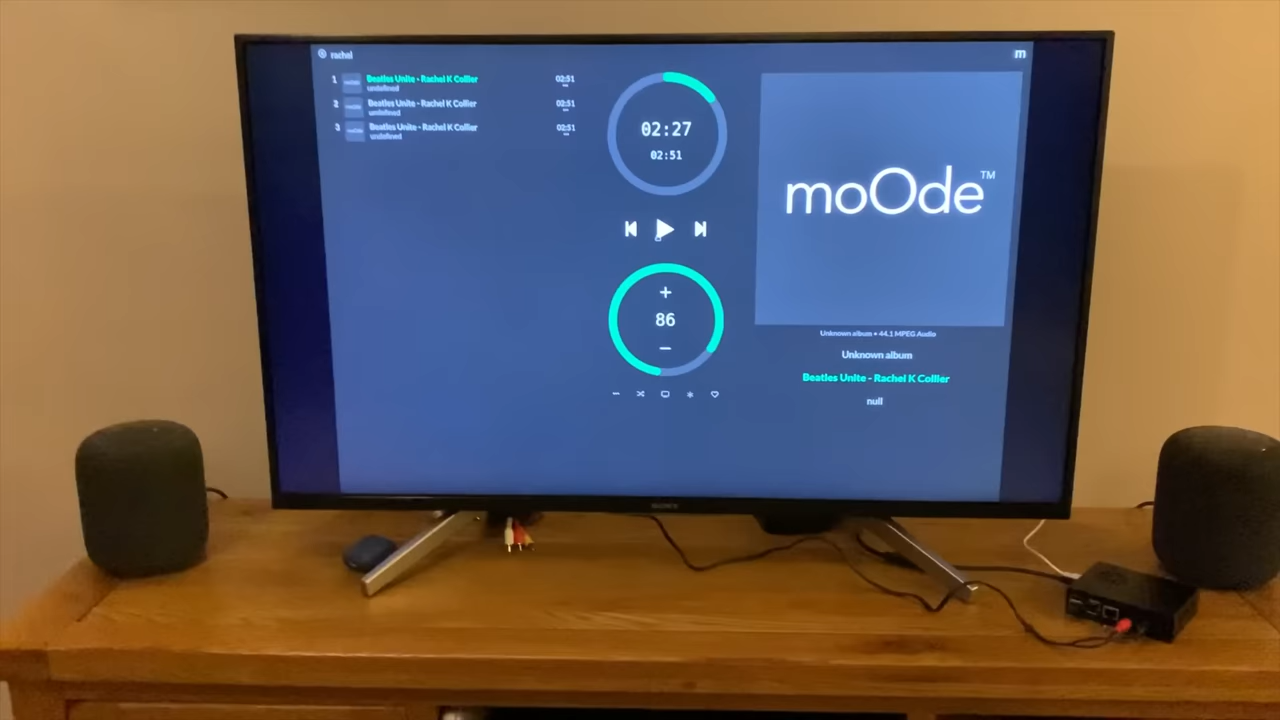 rachel
m
1 Beatles Unite - Rachel K Collier 02:51
undefined
2 Beatles Unite - Rachel K Collier 02:51
undefined
3 Beatles Unite - Rachel K Collier 02:51
undefined
02:27
02:51
+
86
−
moOde™
Unknown album • 44.1 MPEG Audio
Unknown album
Beatles Unite - Rachel K Collier
null
SONY